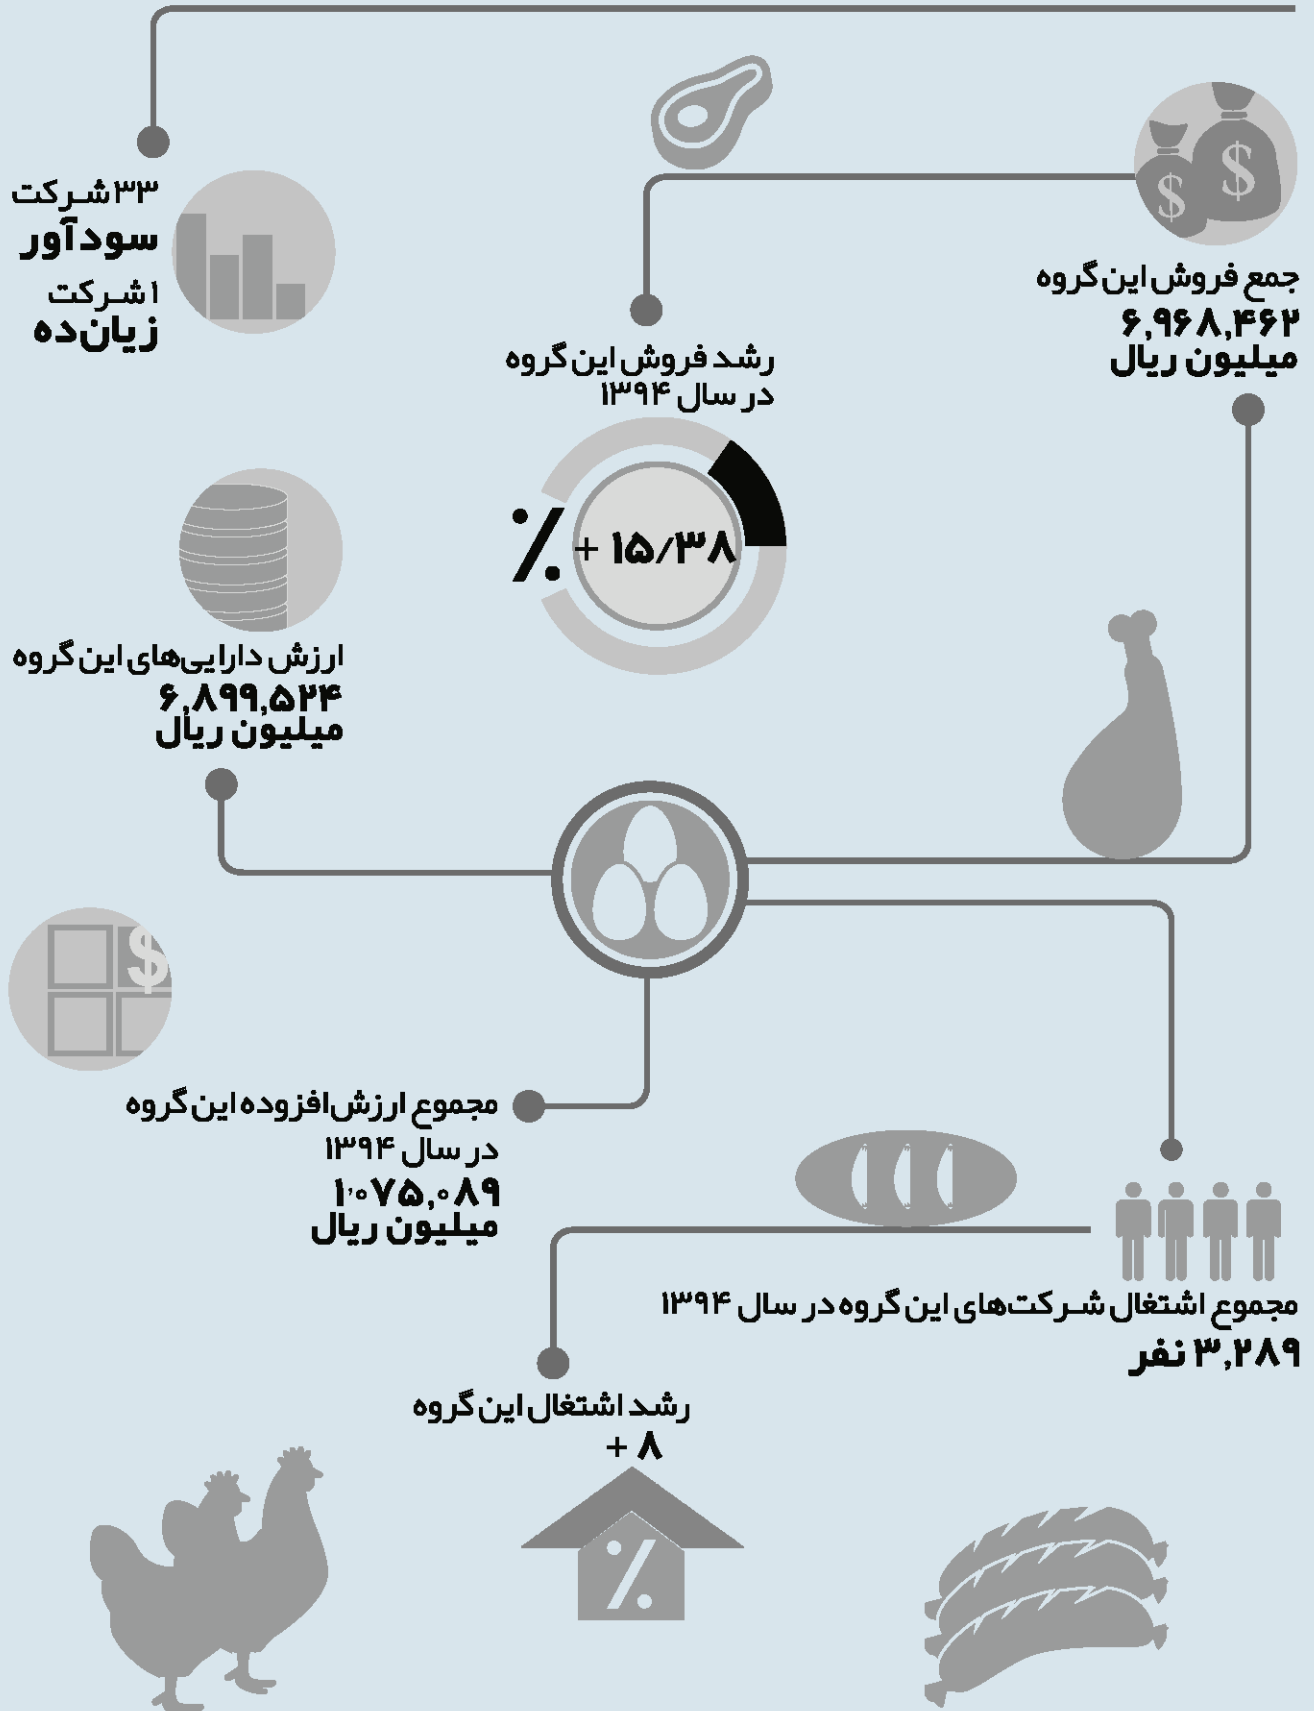 جمع فروش این گروه
۶,۹۶۸,۴۶۲
میلیون ریال
رشد فروش این گروه
در سال ۱۳۹۴
+ ۱۵/۳۸
٪
۳۳ شرکت
سودآور
۱ شرکت
زیان‌ده
ارزش دارایی‌های این گروه
۶,۸۹۹,۵۲۴
میلیون ریال
مجموع ارزش‌افزوده این گروه
در سال ۱۳۹۴
۱,۰۷۵,۰۸۹
میلیون ریال
مجموع اشتغال شرکت‌های این گروه در سال ۱۳۹۴
۳,۲۸۹ نفر
رشد اشتغال این گروه
+ ۸
٪
$
$
$